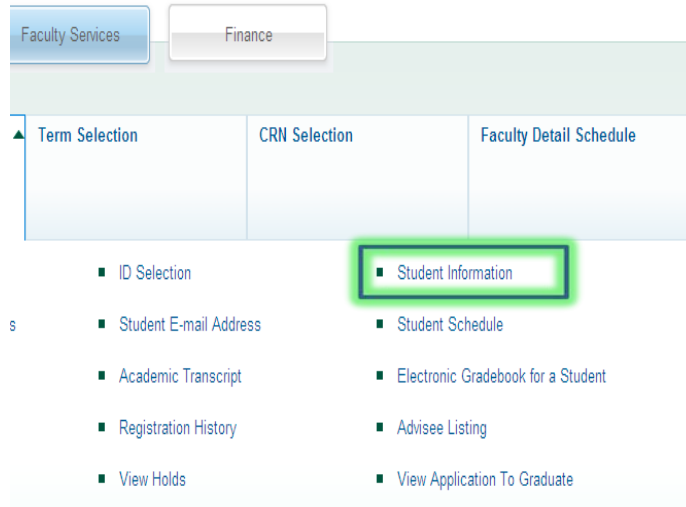 Faculty Services
Finance
Term Selection
CRN Selection
Faculty Detail Schedule
ID Selection
Student Information
s
Student E-mail Address
Student Schedule
Academic Transcript
Electronic Gradebook for a Student
Registration History
Advisee Listing
View Holds
View Application To Graduate